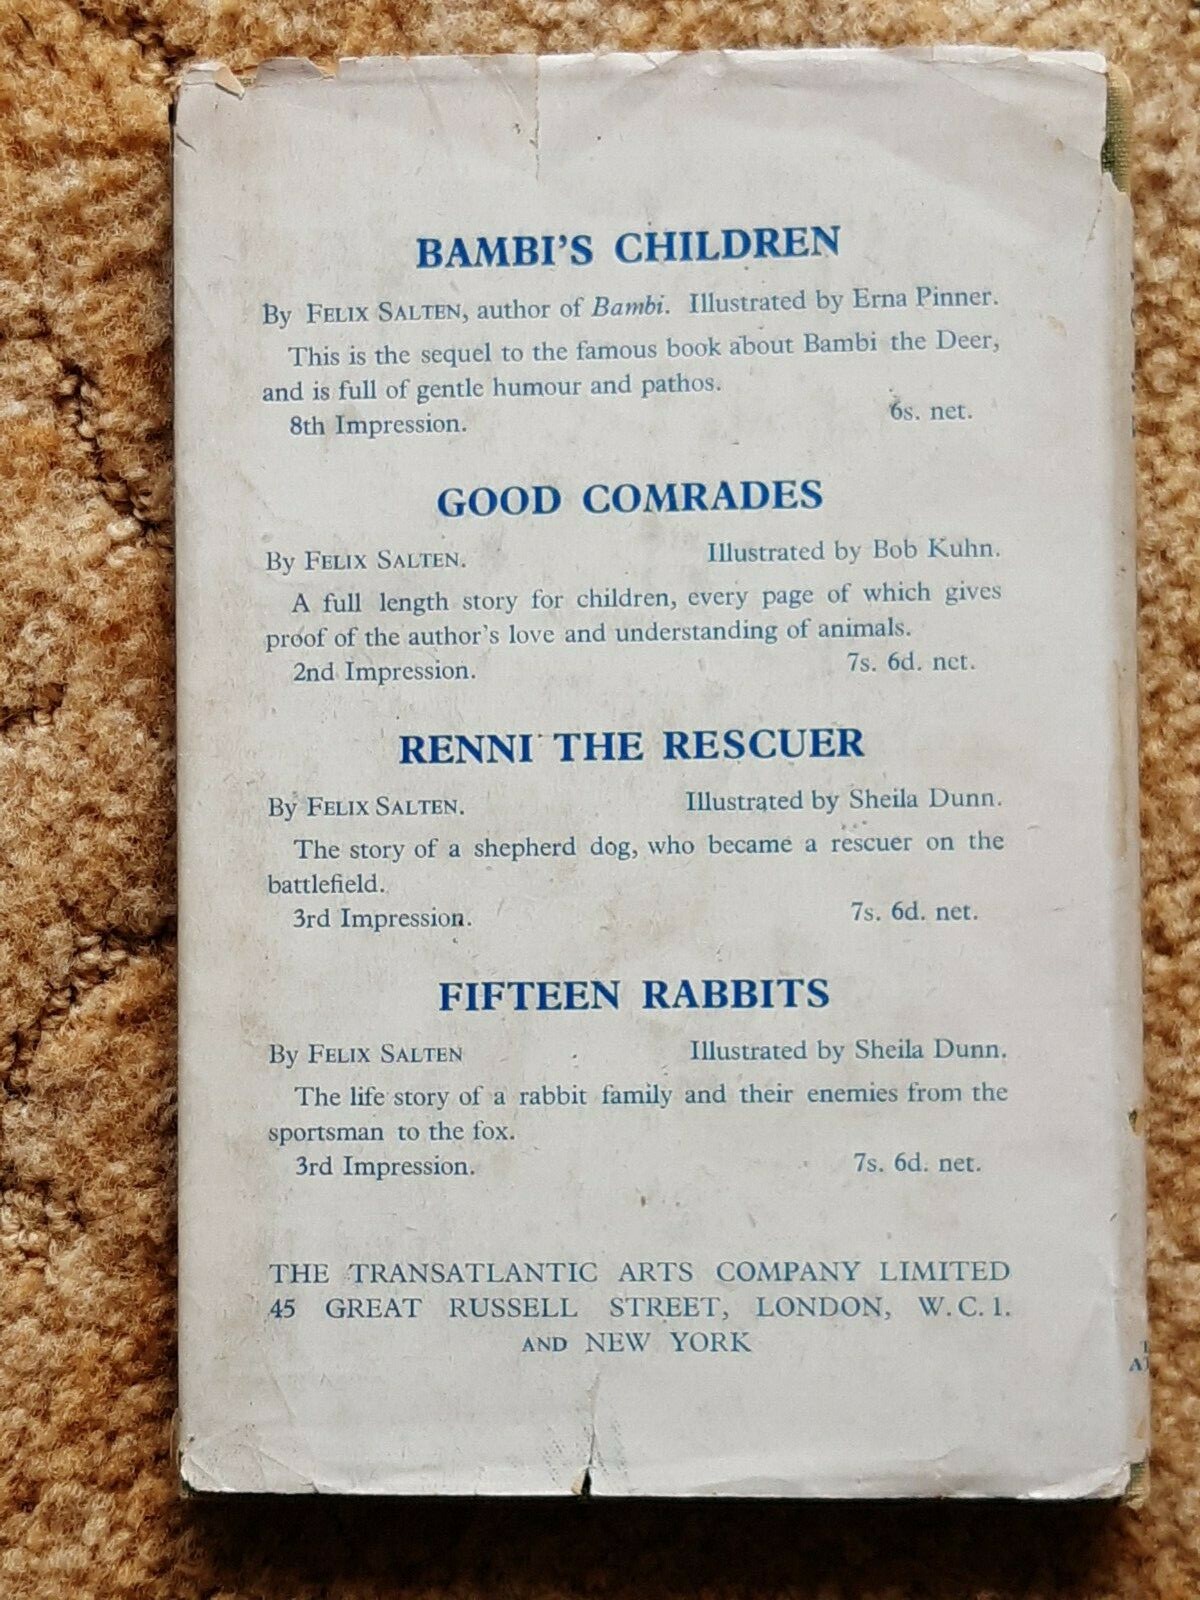 BAMBI'S CHILDREN
By FELIX SALTEN, author of Bambi. Illustrated by Erna Pinner.
This is the sequel to the famous book about Bambi the Deer,
and is full of gentle humour and pathos.
8th Impression. 6s. net.
GOOD COMRADES
By FELIX SALTEN. Illustrated by Bob Kuhn.
A full length story for children, every page of which gives
proof of the author's love and understanding of animals.
2nd Impression. 7s. 6d. net.
RENNI THE RESCUER
By FELIX SALTEN. Illustrated by Sheila Dunn.
The story of a shepherd dog, who became a rescuer on the
battlefield.
3rd Impression. 7s. 6d. net.
FIFTEEN RABBITS
By FELIX SALTEN Illustrated by Sheila Dunn.
The life story of a rabbit family and their enemies from the
sportsman to the fox.
3rd Impression. 7s. 6d. net.
THE TRANSATLANTIC ARTS COMPANY LIMITED
45 GREAT RUSSELL STREET, LONDON, W.C.1.
AND NEW YORK